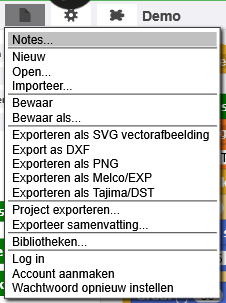 Demo
Notes...
Nieuw
Open...
Importeer...
Bewaar
Bewaar als...
Exporteren als SVG vectorafbeelding
Export as DXF
Exporteren als PNG
Exporteren als Melco/EXP
Exporteren als Tajima/DST
Project exporteren...
Exporteer samenvatting...
Bibliotheken...
Log in
Account aanmaken
Wachtwoord opnieuw instellen